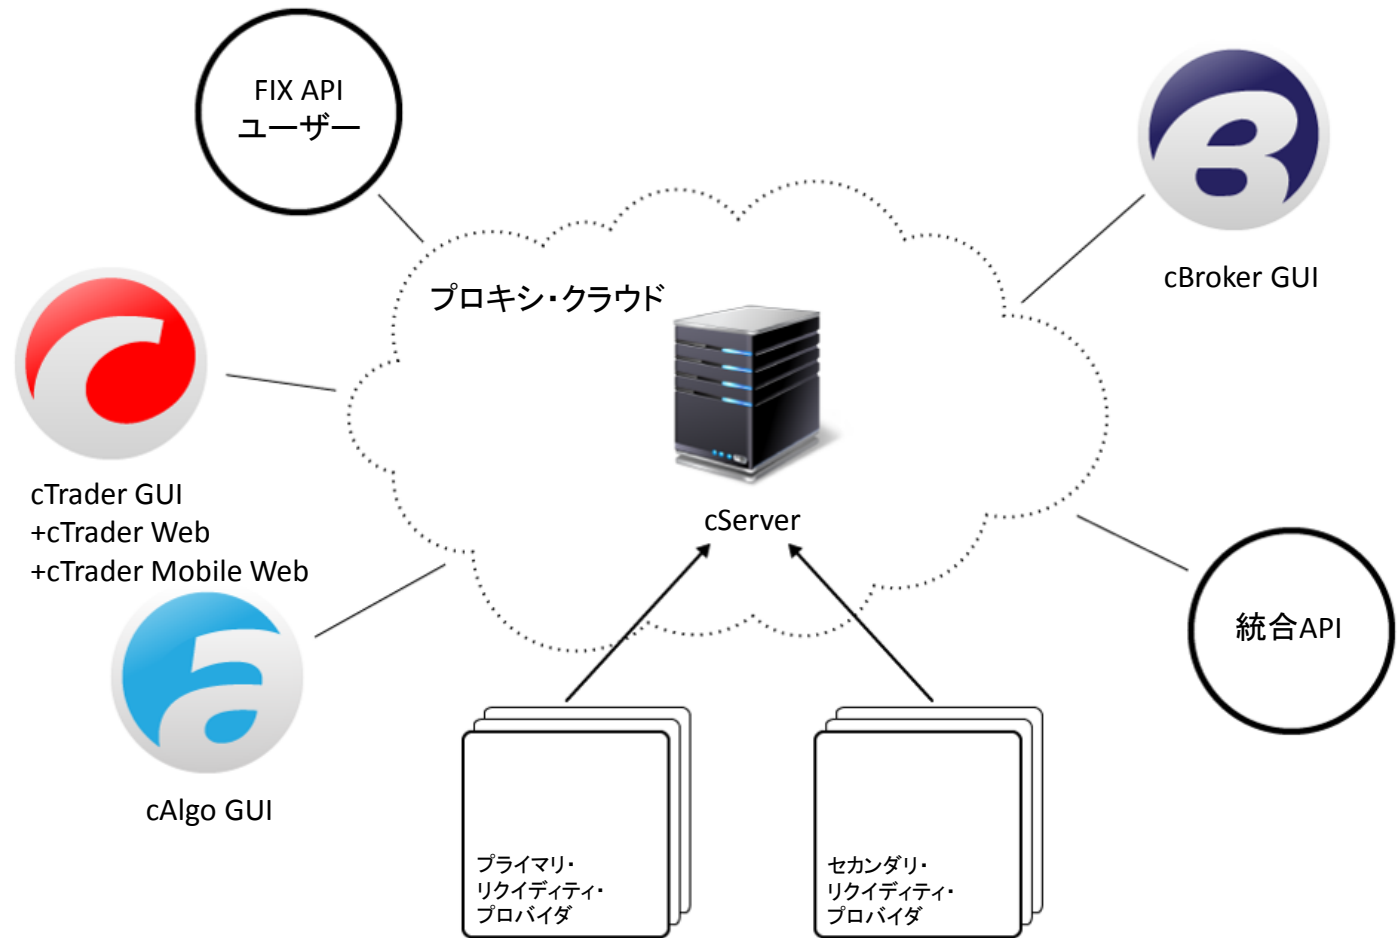 FIX API
ユーザー
cBroker GUI
プロキシ・クラウド
cTrader GUI
+cTrader Web
+cTrader Mobile Web
cServer
統合API
cAlgo GUI
プライマリ・
リクイディティ・
プロバイダ
セカンダリ・
リクイディティ・
プロバイダ